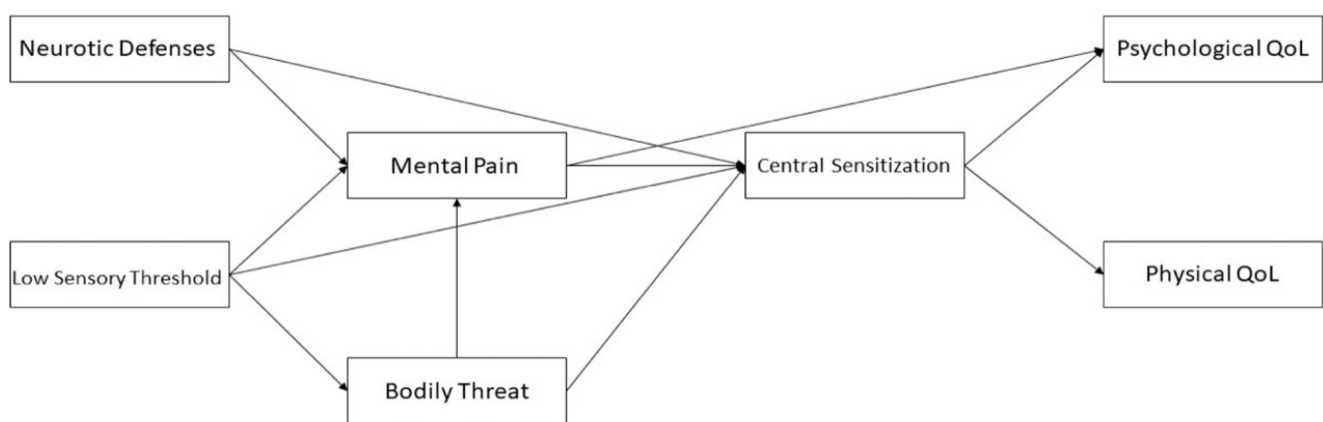 Neurotic Defenses
Psychological QoL
Mental Pain
Central Sensitization
Low Sensory Threshold
Physical QoL
Bodily Threat